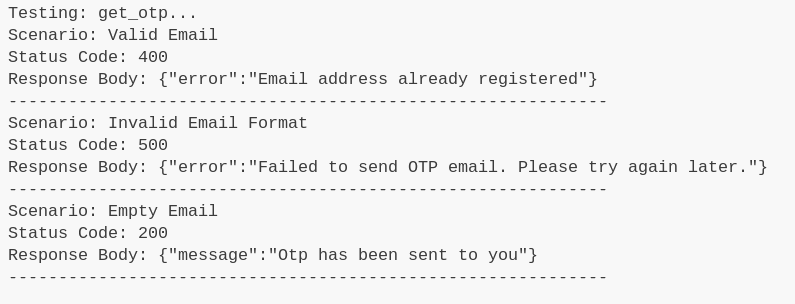 Testing: get_otp...
Scenario: Valid Email
Status Code: 400
Response Body: {"error":"Email address already registered"}
------------------------------------------------------------
Scenario: Invalid Email Format
Status Code: 500
Response Body: {"error":"Failed to send OTP email. Please try again later."}
------------------------------------------------------------
Scenario: Empty Email
Status Code: 200
Response Body: {"message":"Otp has been sent to you"}
------------------------------------------------------------